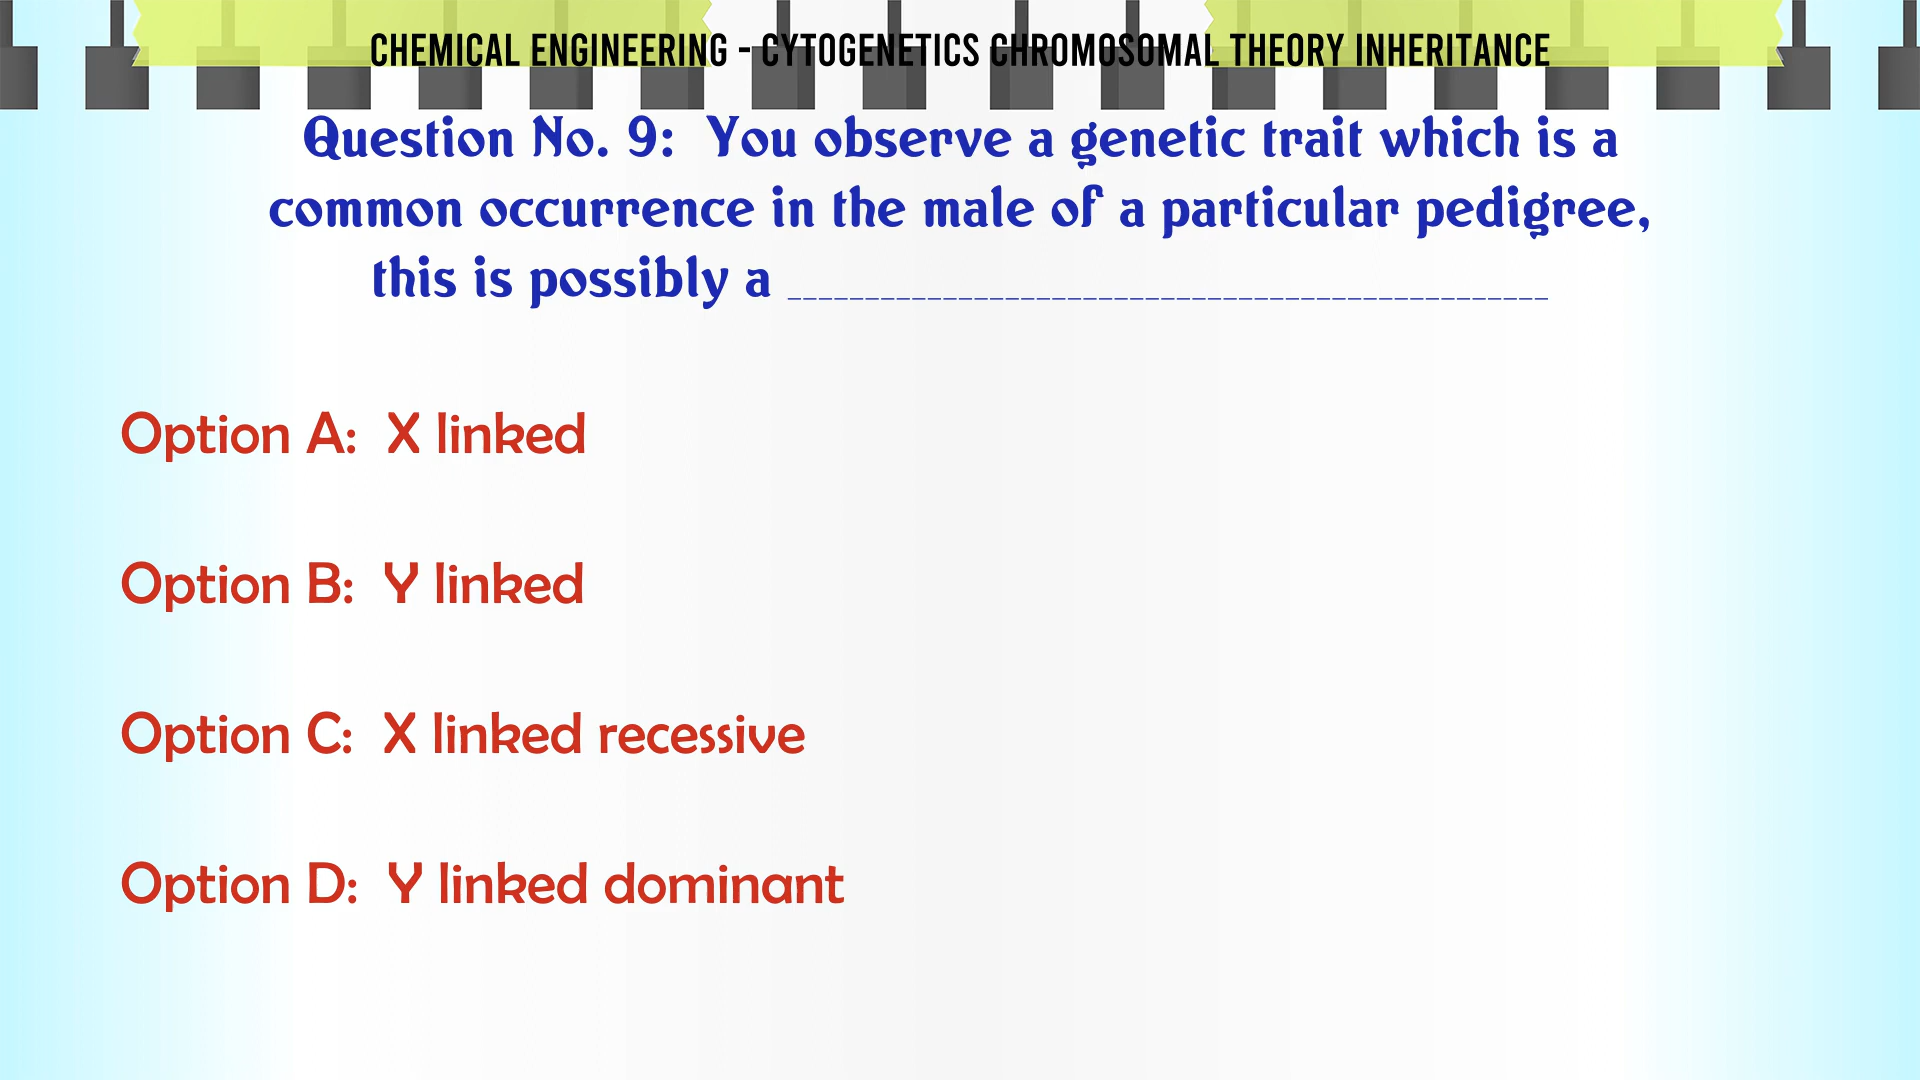 CHEMICAL ENGINEERING - CYTOGENETICS CHROMOSOMAL THEORY INHERITANCE
Question No. 9: You observe a genetic trait which is a
common occurrence in the male of a particular pedigree,
this is possibly a _________________________________________________
Option A: X linked
Option B: Y linked
Option C: X linked recessive
Option D: Y linked dominant